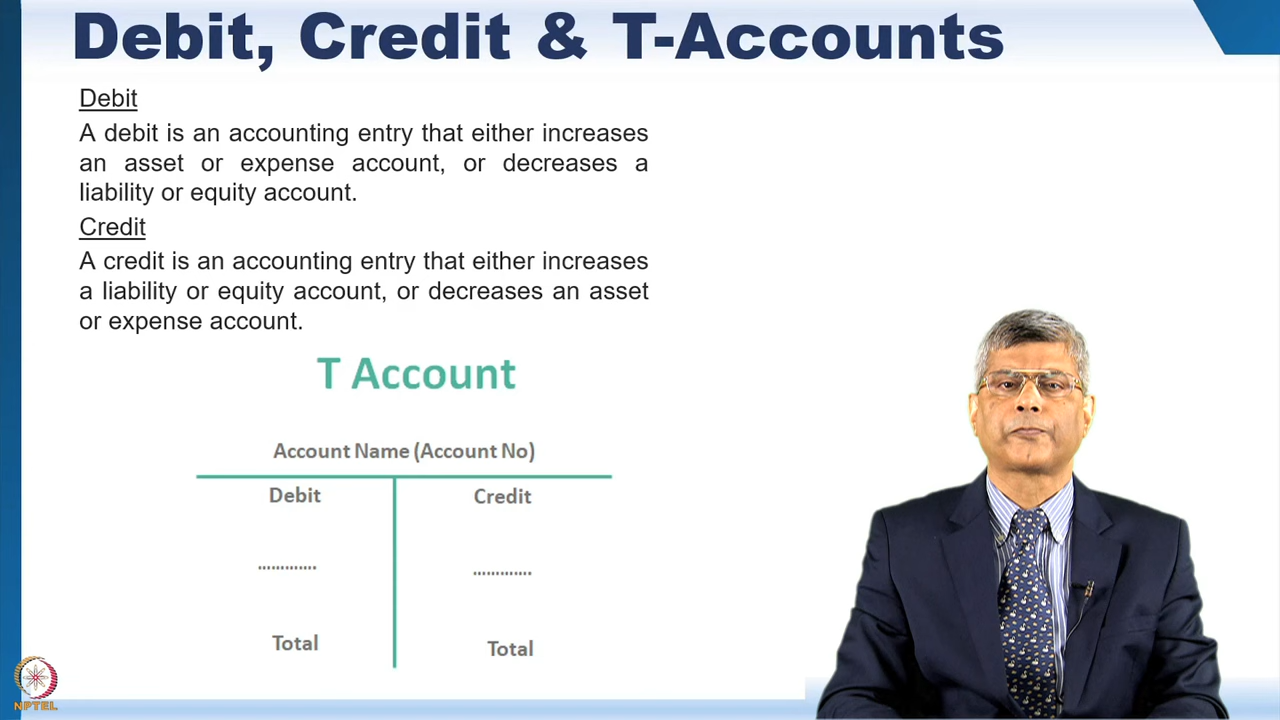 Debit, Credit & T-Accounts
Debit
A debit is an accounting entry that either increases
an asset or expense account, or decreases a
liability or equity account.
Credit
A credit is an accounting entry that either increases
a liability or equity account, or decreases an asset
or expense account.
T Account
Account Name (Account No)
Debit
Credit
.............
.............
Total
Total
NPTEL